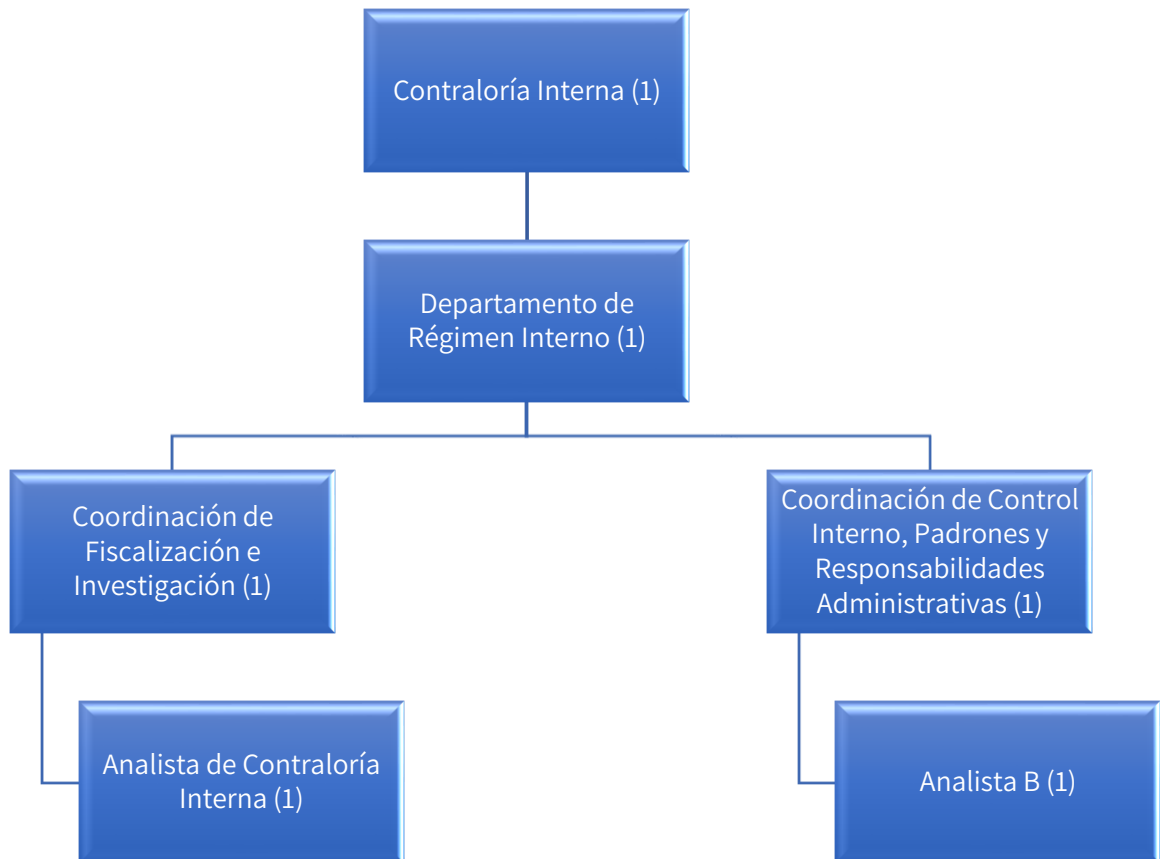 Contraloría Interna (1)
Departamento de
Régimen Interno (1)
Coordinación de
Fiscalización e
Investigación (1)
Coordinación de Control
Interno, Padrones y
Responsabilidades
Administrativas (1)
Analista de Contraloría
Interna (1)
Analista B (1)